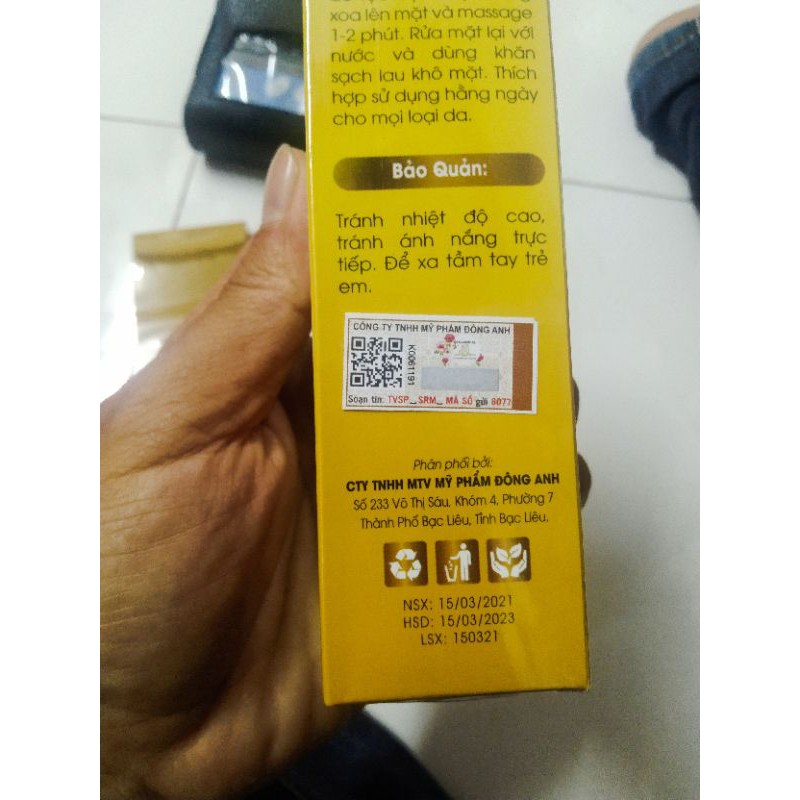 xoa lên mặt và massage
1-2 phút. Rửa mặt lại với
nước và dùng khăn
sạch lau khô mặt. Thích
hợp sử dụng hằng ngày
cho mọi loại da.
Bảo Quản:
Tránh nhiệt độ cao,
tránh ánh nắng trực
tiếp. Để xa tầm tay trẻ
em.
CÔNG TY TNHH MỸ PHẨM ĐÔNG ANH
K0061191
Soạn tin: TVSP_SRM_ MÃ SỐ gửi 8077
Phân phối bởi:
CTY TNHH MTV MỸ PHẨM ĐÔNG ANH
Số 233 Võ Thị Sáu, Khóm 4, Phường 7
Thành Phố Bạc Liêu, Tỉnh Bạc Liêu.
NSX: 15/03/2021
HSD: 15/03/2023
LSX: 150321